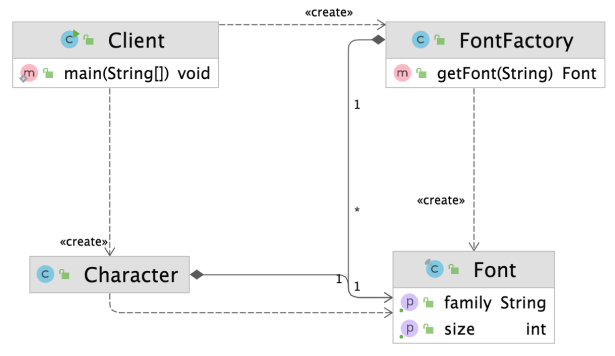 «create»
Client
FontFactory
main(String[]) void
getFont(String) Font
1
*
«create»
«create»
Character
1
1
Font
family String
size int